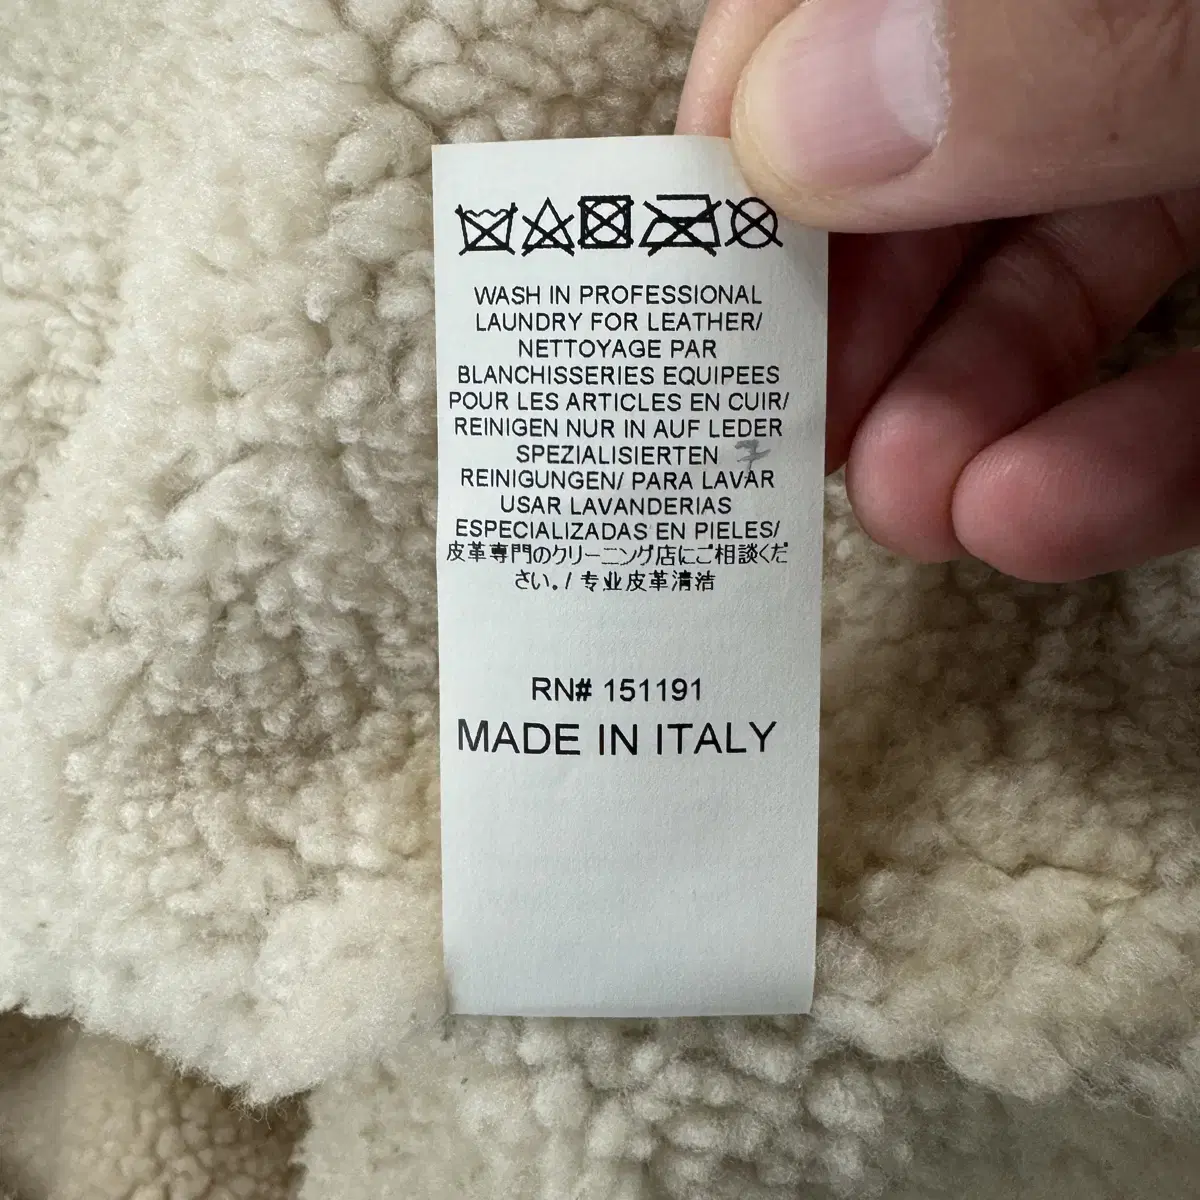 WASH IN PROFESSIONAL
LAUNDRY FOR LEATHER/
NETTOYAGE PAR
BLANCHISSERIES EQUIPEES
POUR LES ARTICLES EN CUIR/
REINIGEN NUR IN AUF LEDER
SPEZIALISIERTEN
REINIGUNGEN/ PARA LAVAR
USAR LAVANDERIAS
ESPECIALIZADAS EN PIELES/
皮革専門のクリーニング店にご相談くだ
さい。/ 专业皮革清洁
RN# 151191
MADE IN ITALY